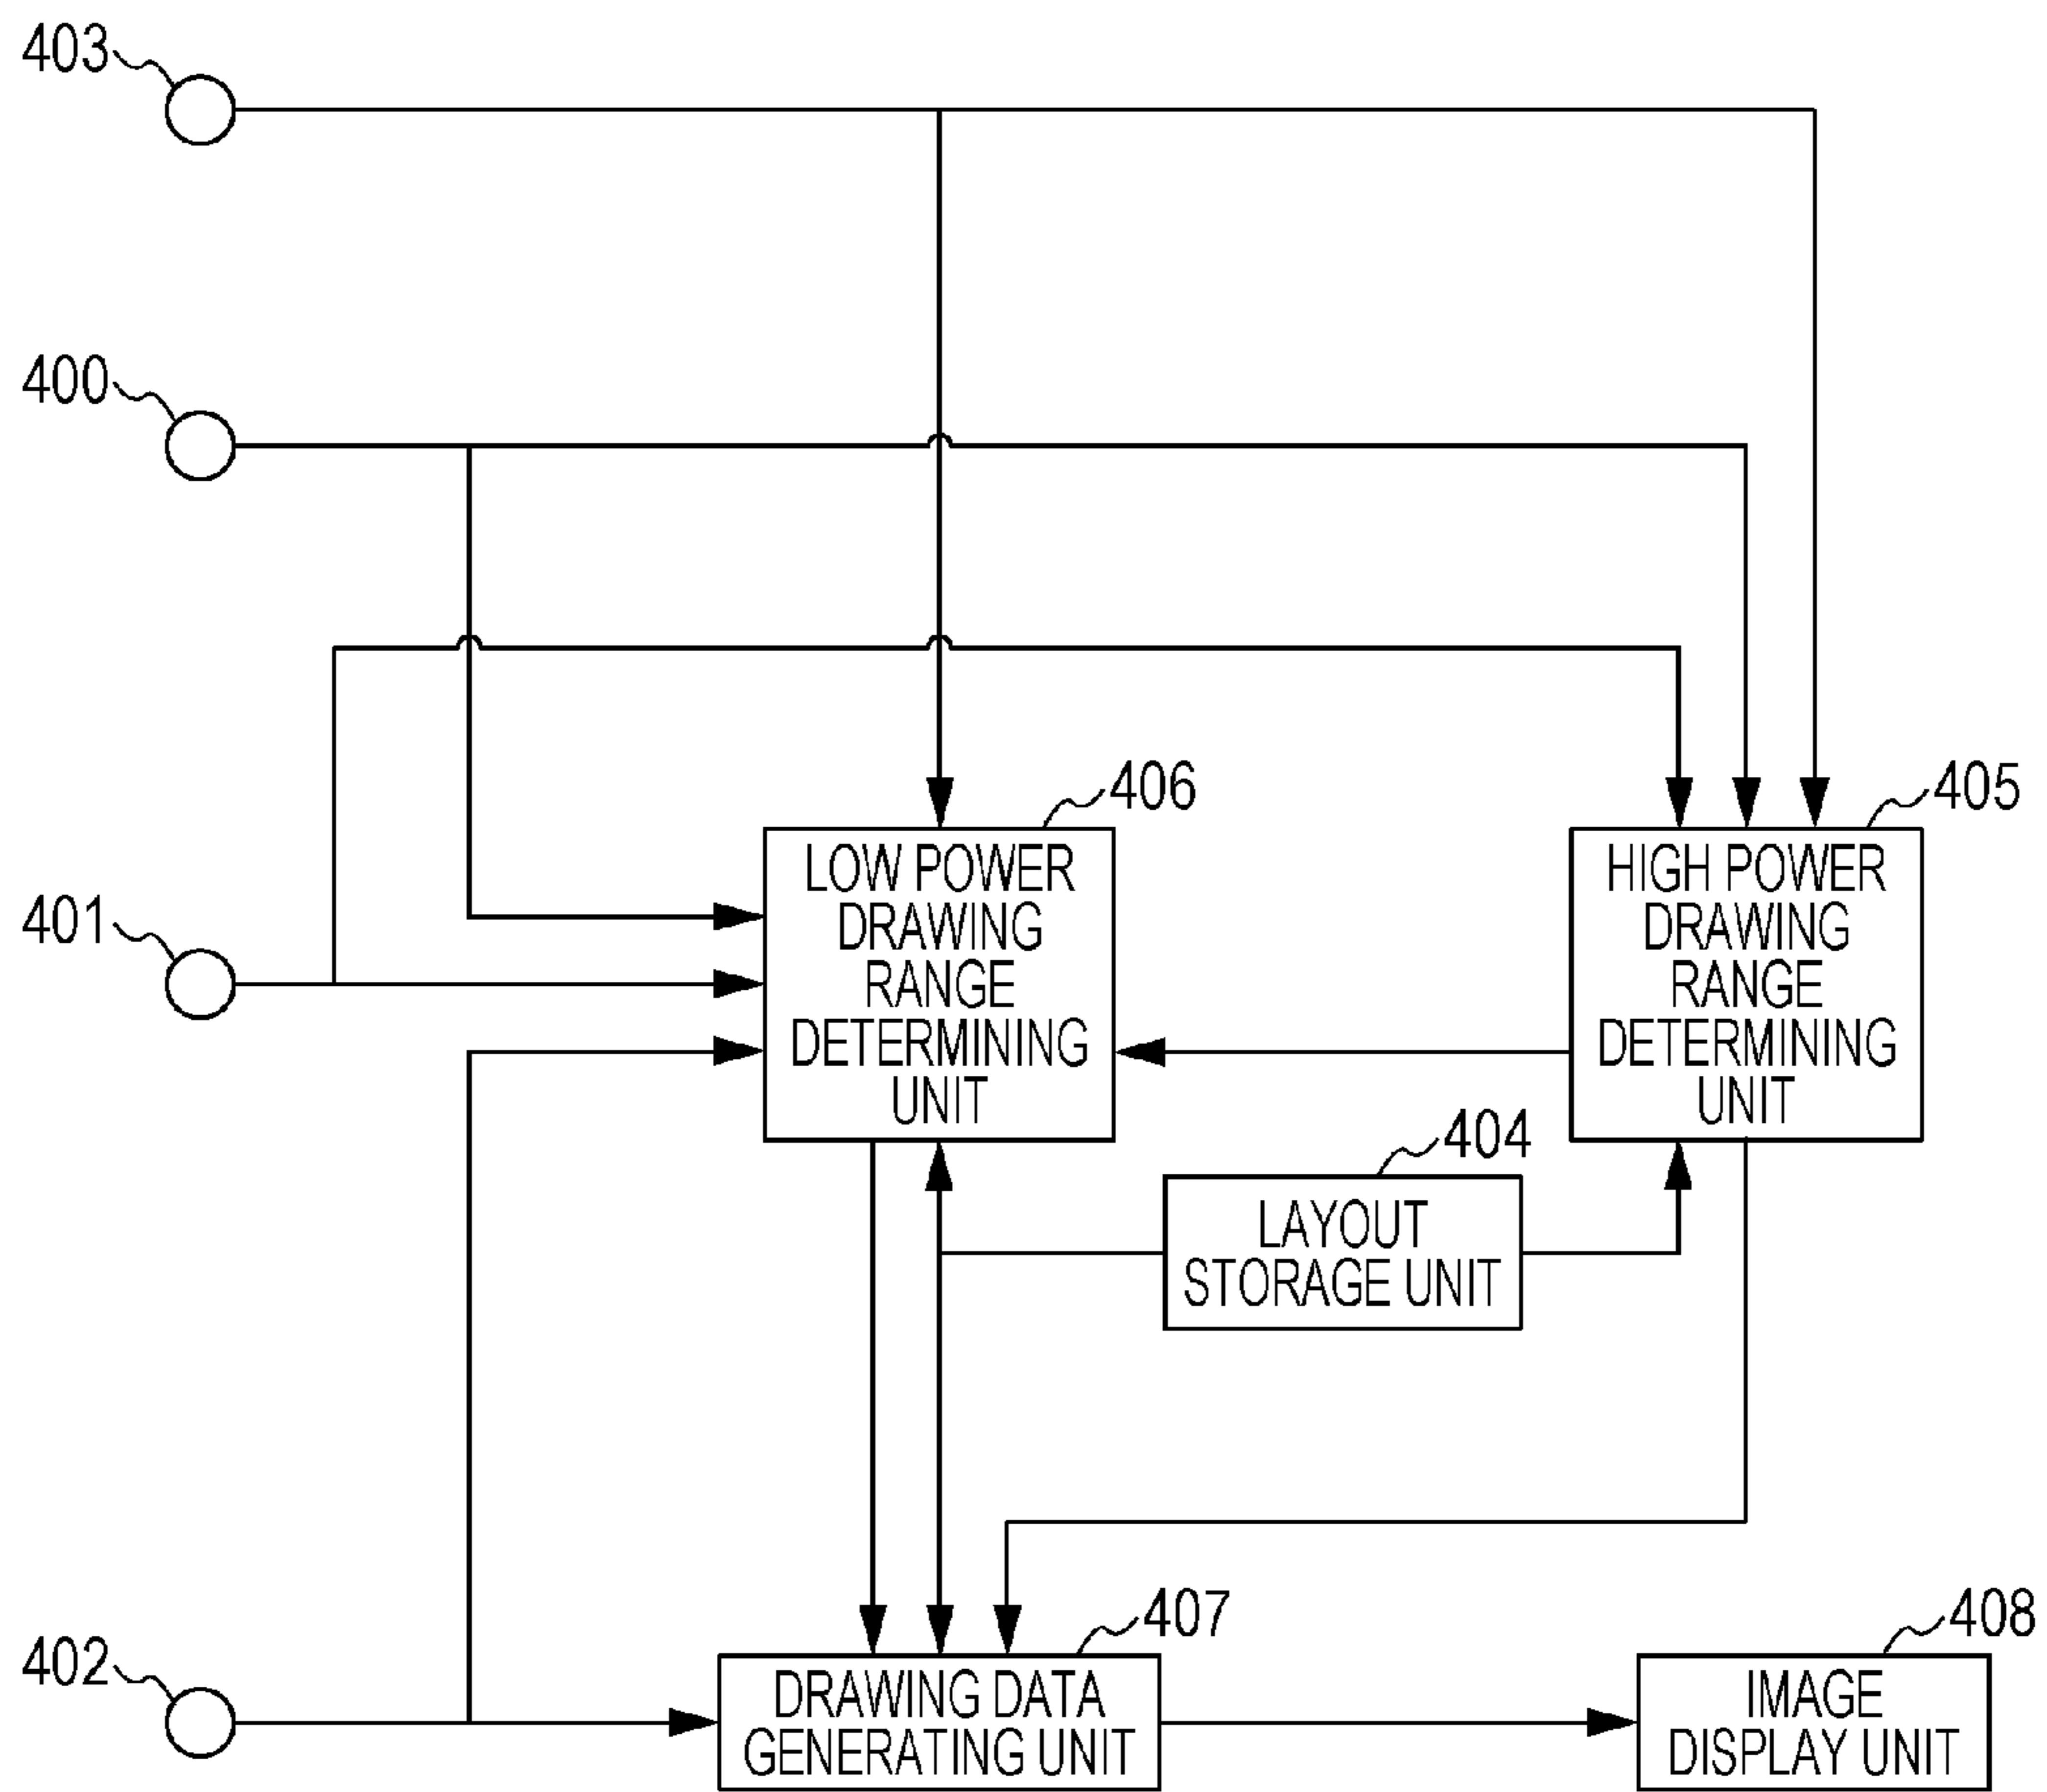 403
400
406
405
LOW POWER
DRAWING
RANGE
DETERMINING
UNIT
HIGH POWER
DRAWING
RANGE
DETERMINING
UNIT
401
404
LAYOUT
STORAGE UNIT
407
408
402
DRAWING DATA
GENERATING UNIT
IMAGE
DISPLAY UNIT